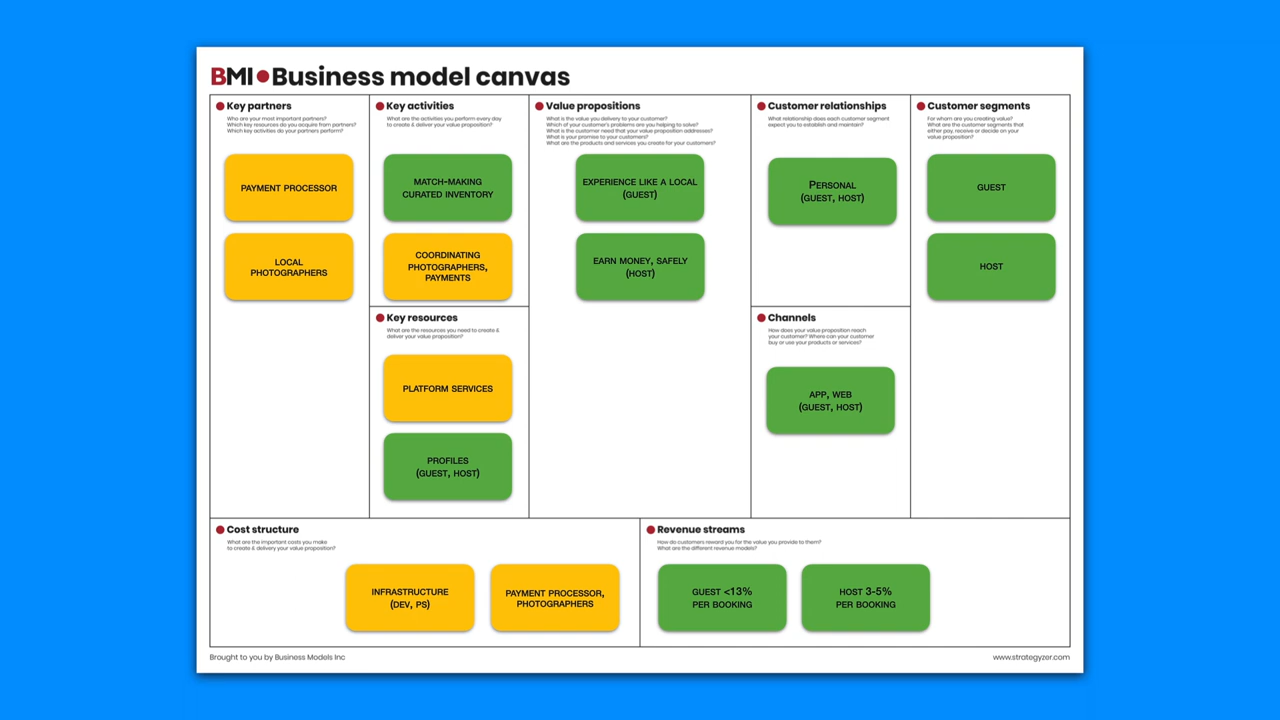 BMI Business model canvas
Key partners
Who are your most important partners?
Which key resources do you acquire from partners?
Which key activities do your partners perform?
PAYMENT PROCESSOR
LOCAL
PHOTOGRAPHERS
Key activities
What are the activities you perform every day
to create & deliver your value proposition?
MATCH-MAKING
CURATED INVENTORY
COORDINATING
PHOTOGRAPHERS,
PAYMENTS
Key resources
What are the resources you need to create &
deliver your value proposition?
PLATFORM SERVICES
PROFILES
(GUEST, HOST)
Value propositions
What is the value you delivery to your customer?
Which of your customer's problems are you helping to solve?
What is the customer need that your value proposition addresses?
What is your promise to your customers?
What are the products and services you create for your customers?
EXPERIENCE LIKE A LOCAL
(GUEST)
EARN MONEY, SAFELY
(HOST)
Customer relationships
What relationship does each customer segment
expect you to establish and maintain?
PERSONAL
(GUEST, HOST)
Channels
How does your value proposition reach
your customer? Where can your customer
buy or use your products or services?
APP, WEB
(GUEST, HOST)
Customer segments
For whom are you creating value?
What are the customer segments that
either pay, receive or decide on your
value proposition?
GUEST
HOST
Cost structure
What are the important costs you make
to create & delivery your value proposition?
INFRASTRUCTURE
(DEV, PS)
PAYMENT PROCESSOR,
PHOTOGRAPHERS
Revenue streams
How do customers reward you for the value you provide to them?
What are the different revenue models?
GUEST <13%
PER BOOKING
HOST 3-5%
PER BOOKING
Brought to you by Business Models Inc
www.strategyzer.com